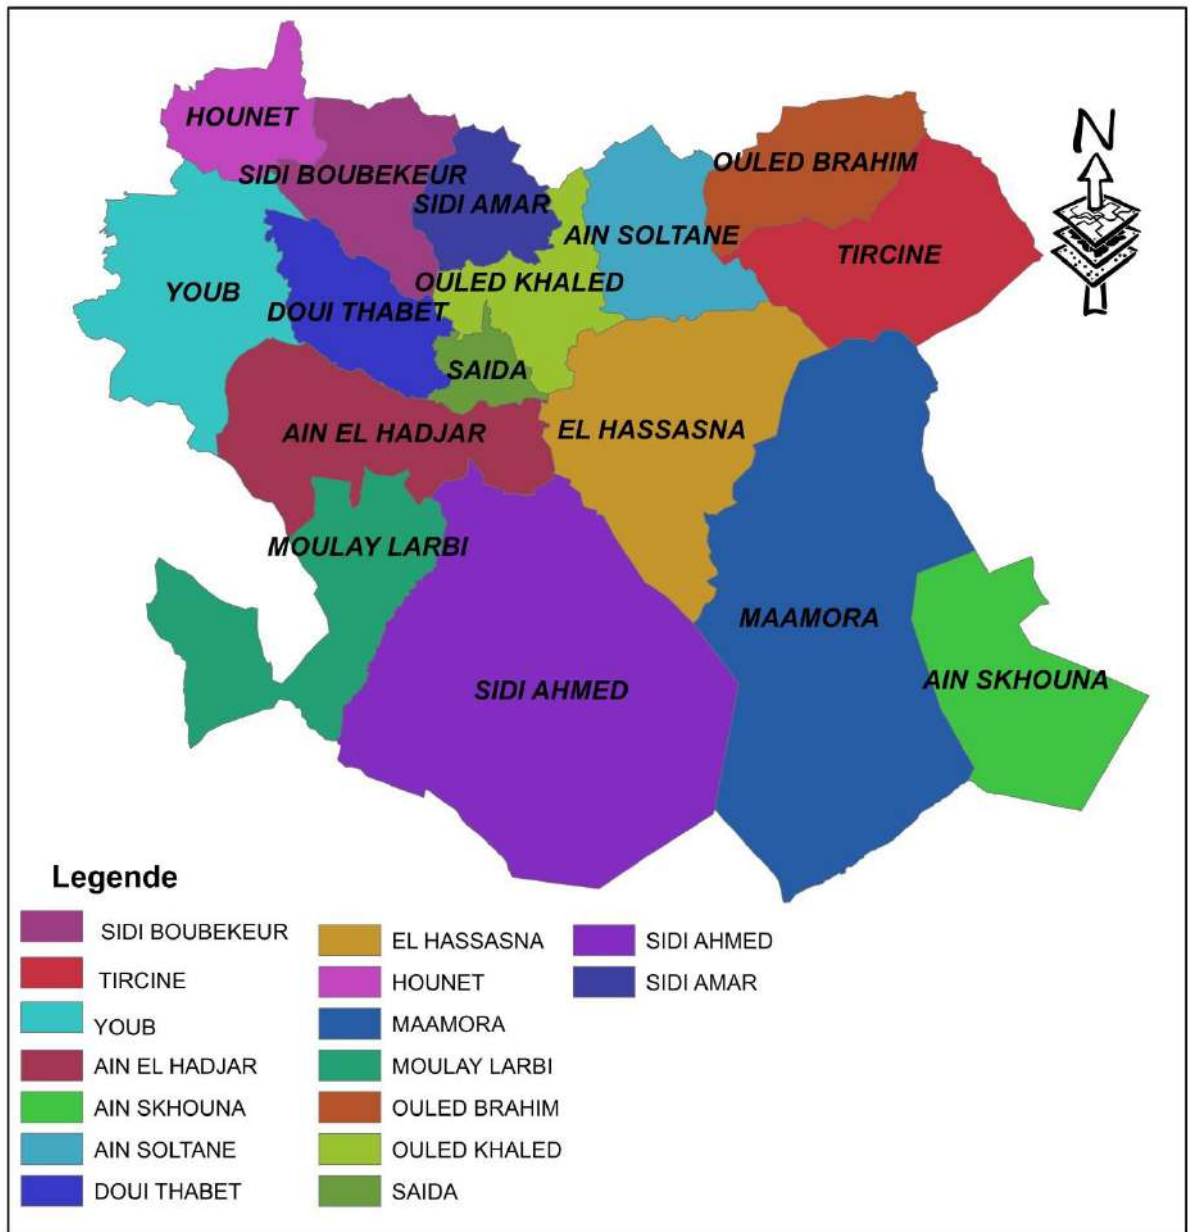 HOUNET
N
OULED BRAHIM
SIDI BOUBEKEUR
SIDI AMAR
AIN SOLTANE
TIRCINE
YOUB
OULED KHALED
DOUI THABET
SAIDA
AIN EL HADJAR
EL HASSASNA
MOULAY LARBI
MAAMORA
SIDI AHMED
AIN SKHOUNA
Legende
SIDI BOUBEKEUR
TIRCINE
YOUB
AIN EL HADJAR
AIN SKHOUNA
AIN SOLTANE
DOUI THABET
EL HASSASNA
HOUNET
MAAMORA
MOULAY LARBI
OULED BRAHIM
OULED KHALED
SAIDA
SIDI AHMED
SIDI AMAR